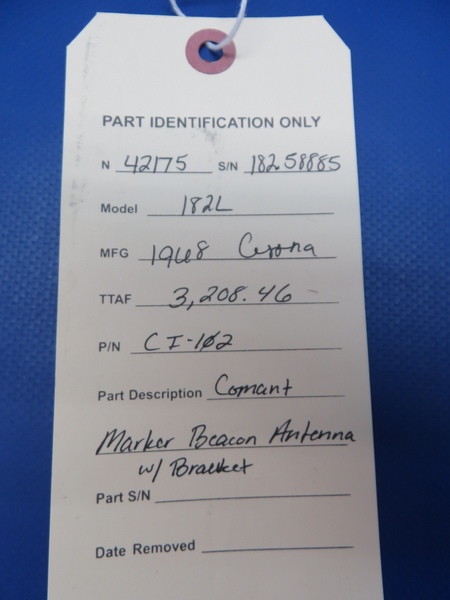 PART IDENTIFICATION ONLY
N 42175 S/N 18258885
Model 182L
MFG 1968 Cessna
TTAF 3,208.46
P/N CI-102
Part Description Comant
Marker Beacon Antenna
w/ Bracket
Part S/N
Date Removed